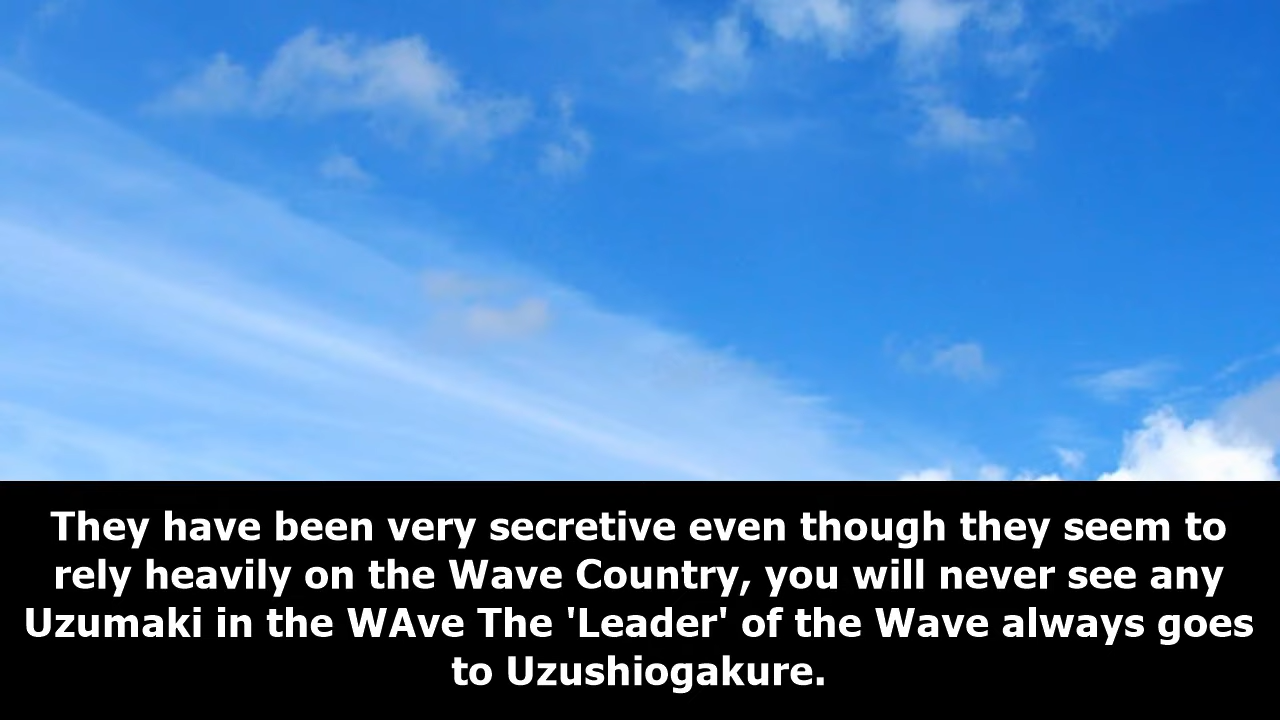 They have been very secretive even though they seem to
rely heavily on the Wave Country, you will never see any
Uzumaki in the WAve The 'Leader' of the Wave always goes
to Uzushiogakure.